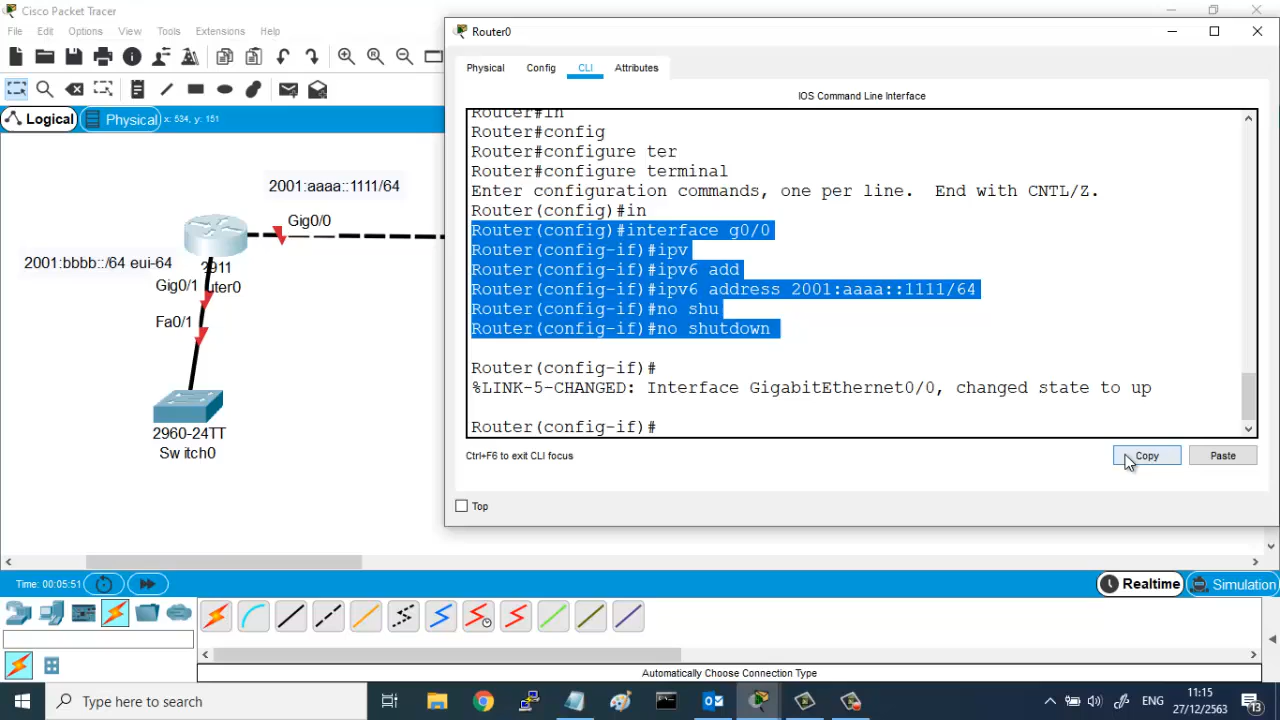 Cisco Packet Tracer
File Edit Options View Tools Extensions Help
Logical Physical x: 534, y: 151
2001:aaaa::1111/64
Gig0/0
2001:bbbb::/64 eui-64
2911
Gig0/1 uter0
Fa0/1
2960-24TT
Switch0
Router0
Physical Config CLI Attributes
IOS Command Line Interface
Router#in
Router#config
Router#configure ter
Router#configure terminal
Enter configuration commands, one per line. End with CNTL/Z.
Router(config)#in
Router(config)#interface g0/0
Router(config-if)#ipv
Router(config-if)#ipv6 add
Router(config-if)#ipv6 address 2001:aaaa::1111/64
Router(config-if)#no shu
Router(config-if)#no shutdown
Router(config-if)#
%LINK-5-CHANGED: Interface GigabitEthernet0/0, changed state to up
Router(config-if)#
Ctrl+F6 to exit CLI focus
Copy Paste
Top
Time: 00:05:51
Realtime Simulation
Automatically Choose Connection Type
Type here to search
ENG
11:15
27/12/2563
13